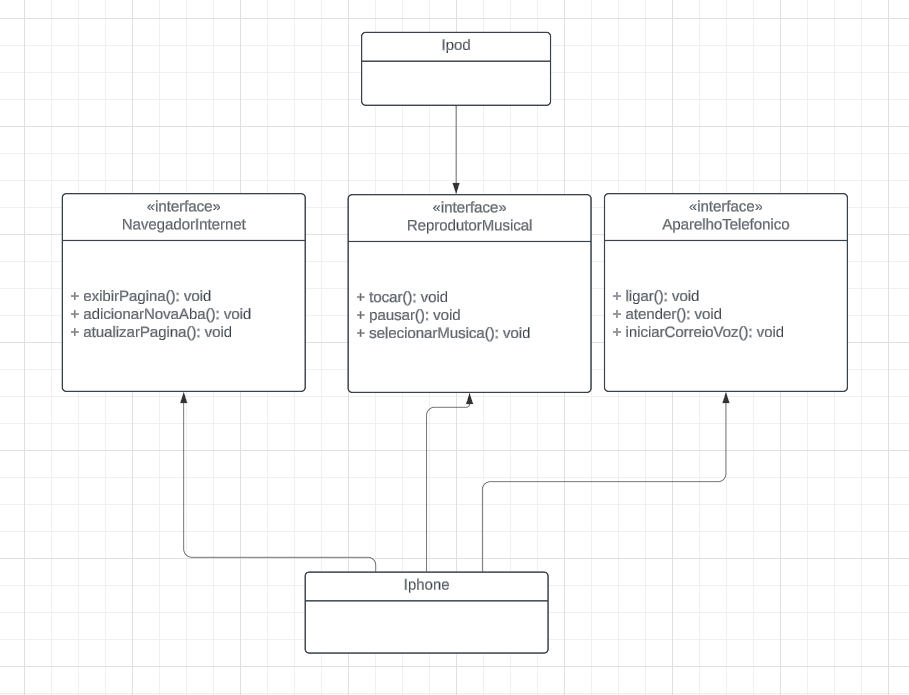 Ipod
«interface»
NavegadorInternet
+ exibirPagina(): void
+ adicionarNovaAba(): void
+ atualizarPagina(): void
«interface»
ReprodutorMusical
+ tocar(): void
+ pausar(): void
+ selecionarMusica(): void
«interface»
AparelhoTelefonico
+ ligar(): void
+ atender(): void
+ iniciarCorreioVoz(): void
Iphone